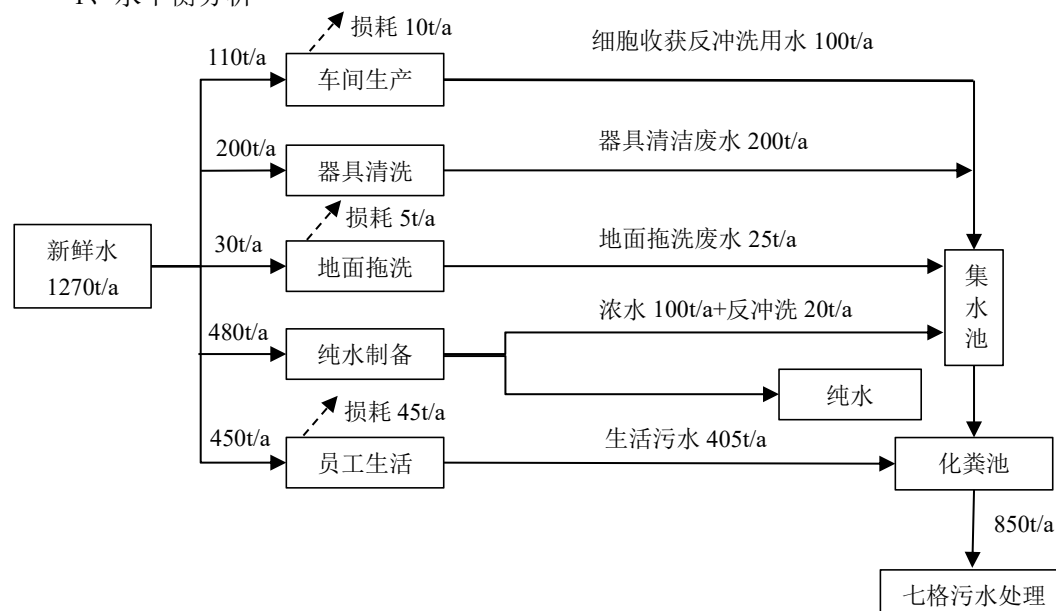 1、水平衡分析
损耗 10t/a
细胞收获反冲洗用水 100t/a
110t/a
车间生产
200t/a
器具清洗
器具清洁废水 200t/a
损耗 5t/a
新鲜水
1270t/a
30t/a
地面拖洗
地面拖洗废水 25t/a
集
水
池
浓水 100t/a+反冲洗 20t/a
480t/a
纯水制备
纯水
损耗 45t/a
450t/a
员工生活
生活污水 405t/a
化粪池
850t/a
七格污水处理